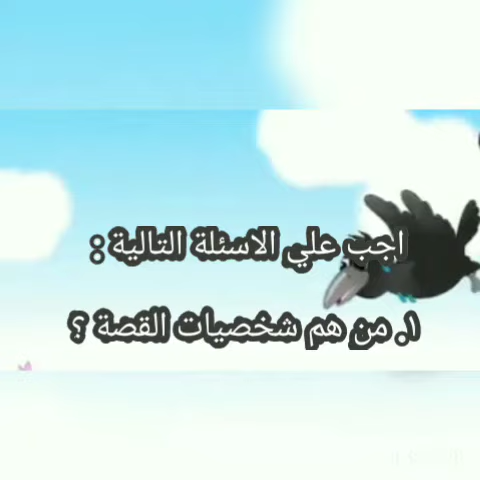 اجب علي الاسئلة التالية :
١. من هم شخصيات القصة ؟